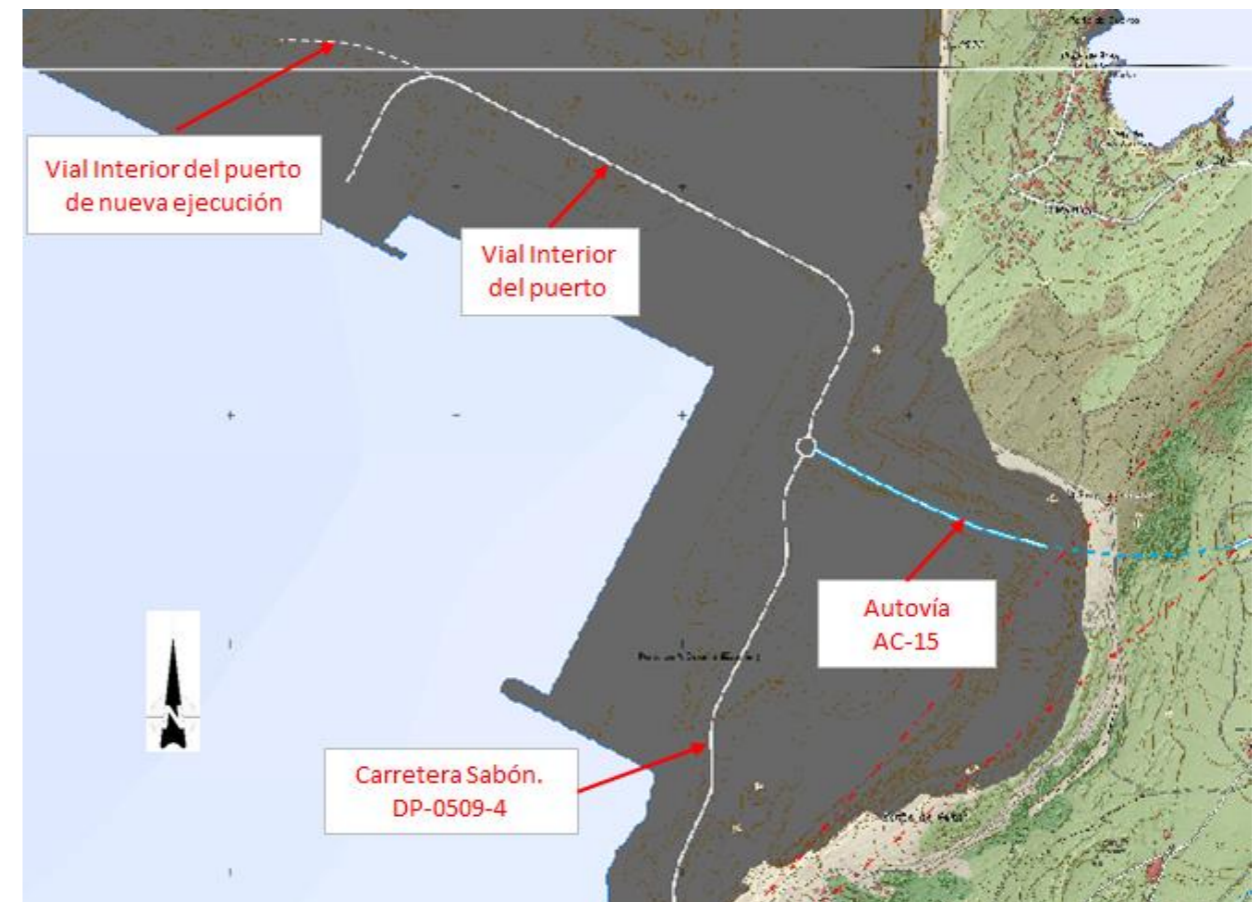 Vial Interior del puerto
de nueva ejecución
Vial Interior
del puerto
Autovía
AC-15
Carretera Sabón.
DP-0509-4
N